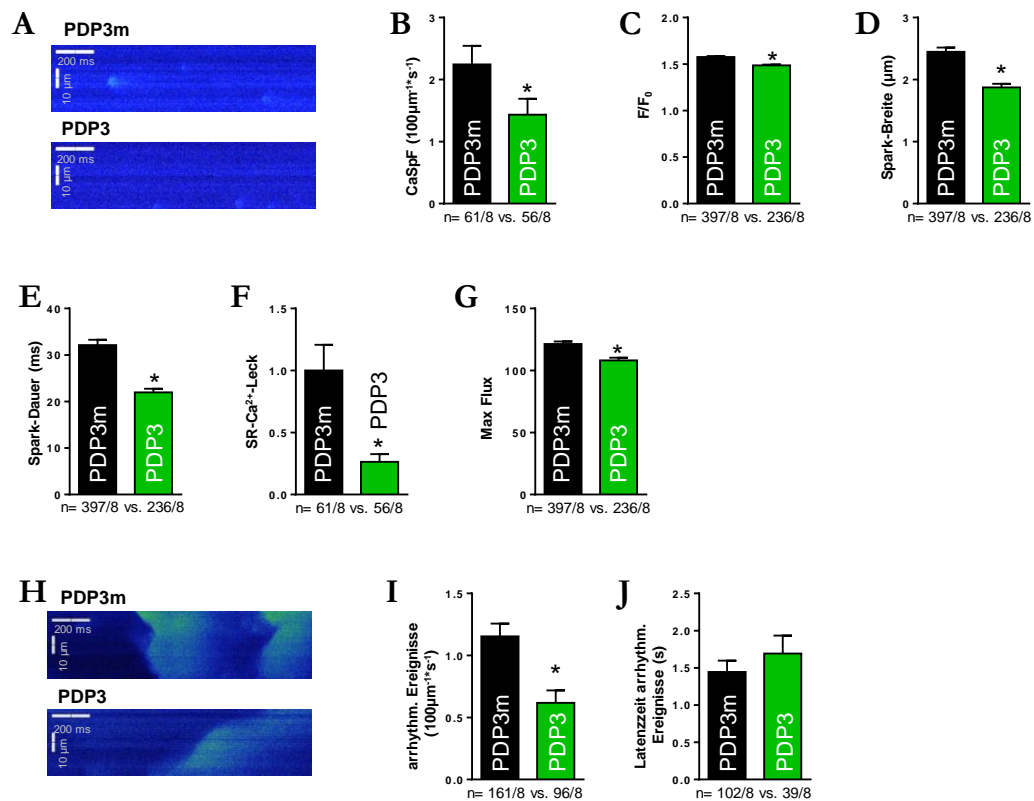 A
PDP3m
200 ms
10 µm
PDP3
200 ms
10 µm
B
CaSpF (100µm⁻¹*s⁻¹)
3
2
1
0
*
PDP3m
PDP3
n= 61/8 vs. 56/8
C
F/F₀
2.0
1.5
1.0
0.5
0.0
*
PDP3m
PDP3
n= 397/8 vs. 236/8
D
Spark-Breite (µm)
3
2
1
0
*
PDP3m
PDP3
n= 397/8 vs. 236/8
E
Spark-Dauer (ms)
40
30
20
10
0
*
PDP3m
PDP3
n= 397/8 vs. 236/8
F
SR-Ca²⁺-Leck
1.5
1.0
0.5
0.0
PDP3m
* PDP3
n= 61/8 vs. 56/8
G
Max Flux
150
100
50
0
*
PDP3m
PDP3
n= 397/8 vs. 236/8
H
PDP3m
200 ms
10 µm
PDP3
200 ms
10 µm
I
arrhythm. Ereignisse
(100µm⁻¹*s⁻¹)
1.5
1.0
0.5
0.0
*
PDP3m
PDP3
n= 161/8 vs. 96/8
J
Latenzzeit arrhythm.
Ereignisse (s)
2.5
2.0
1.5
1.0
0.5
0.0
PDP3m
PDP3
n= 102/8 vs. 39/8